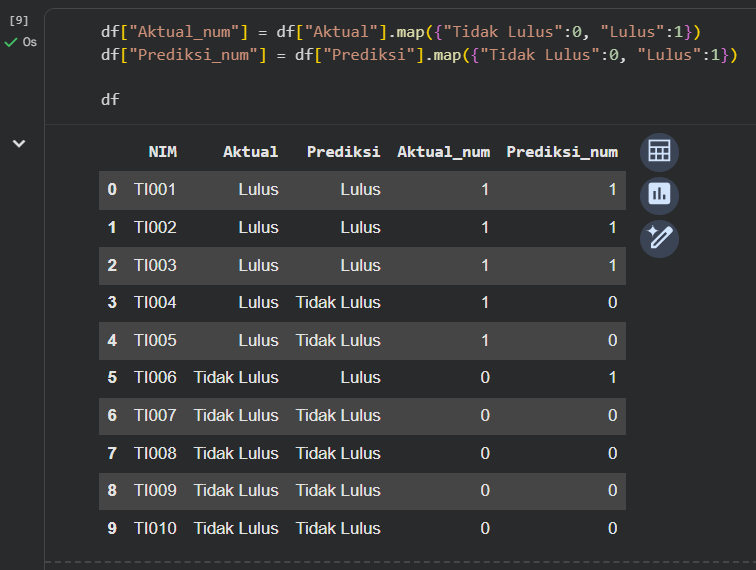 [9]
0s
df["Aktual_num"] = df["Aktual"].map({"Tidak Lulus":0, "Lulus":1})
df["Prediksi_num"] = df["Prediksi"].map({"Tidak Lulus":0, "Lulus":1})
df
NIM Aktual Prediksi Aktual_num Prediksi_num
0 TI001 Lulus Lulus 1 1
1 TI002 Lulus Lulus 1 1
2 TI003 Lulus Lulus 1 1
3 TI004 Lulus Tidak Lulus 1 0
4 TI005 Lulus Tidak Lulus 1 0
5 TI006 Tidak Lulus Lulus 0 1
6 TI007 Tidak Lulus Tidak Lulus 0 0
7 TI008 Tidak Lulus Tidak Lulus 0 0
8 TI009 Tidak Lulus Tidak Lulus 0 0
9 TI010 Tidak Lulus Tidak Lulus 0 0